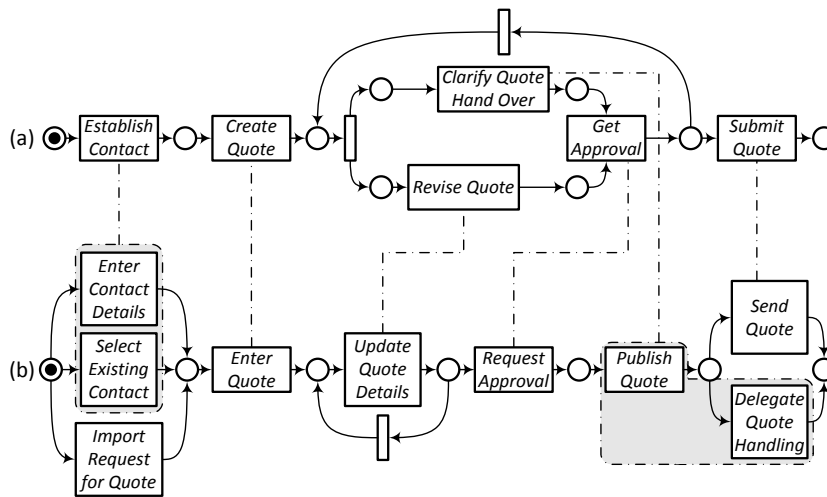 Clarify Quote
Hand Over
(a)
Establish
Contact
Create
Quote
Get
Approval
Submit
Quote
Revise Quote
Enter
Contact
Details
Send
Quote
(b)
Select
Existing
Contact
Enter
Quote
Update
Quote
Details
Request
Approval
Publish
Quote
Delegate
Quote
Handling
Import
Request
for Quote